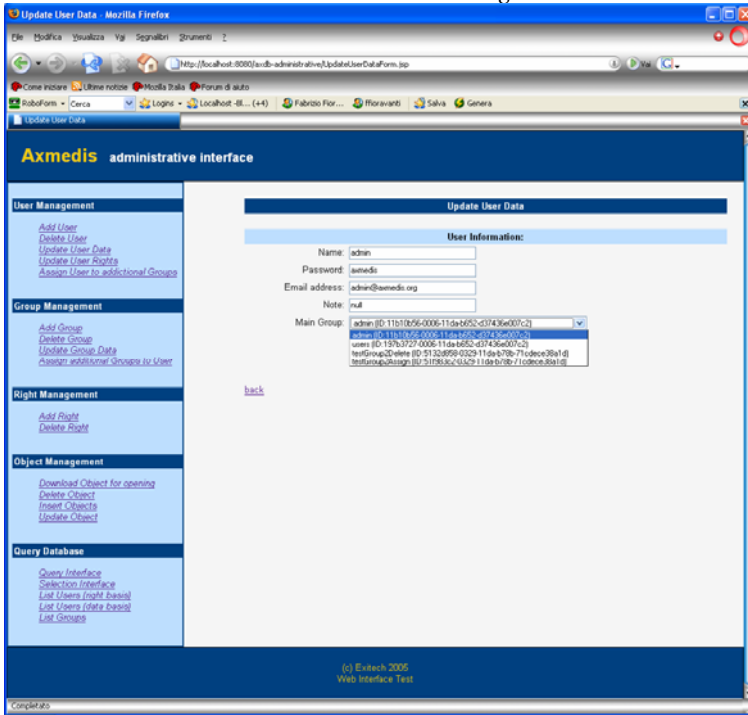 Update User Data - Mozilla Firefox
File Modifica Visualizza Vai Segnalibri Strumenti ?
http://localhost:8080/axdb-administrative/UpdateUserDataForm.jsp Vai
Come iniziare Ultime notizie Mozilla Italia Forum di aiuto
RoboForm Cerca Logins Localhost -8l... (+4) Fabrizio Fior... ffioravanti Salva Genera
Update User Data
Axmedis administrative interface
User Management
Add User
Delete User
Update User Data
Update User Rights
Assign User to addictional Groups
Group Management
Add Group
Delete Group
Update Group Data
Assign additional Groups to User
Right Management
Add Right
Delete Right
Object Management
Download Object for opening
Delete Object
Insert Objects
Update Object
Query Database
Query Interface
Selection Interface
List Users (right basis)
List Users (data basis)
List Groups
Update User Data
User Information:
Name: admin
Password: axmedis
Email address: admin@axmedis.org
Note: null
Main Group: admin (ID:11b10b56-0006-11da-b652-d37436e007c2)
admin (ID:11b10b56-0006-11da-b652-d37436e007c2)
users (ID:197b3727-0006-11da-b652-d37436e007c2)
testGroup2Delete (ID:5132d858-0329-11da-b78b-71cdece38a1d)
back
(c) Exitech 2005
Web Interface Test
Completato